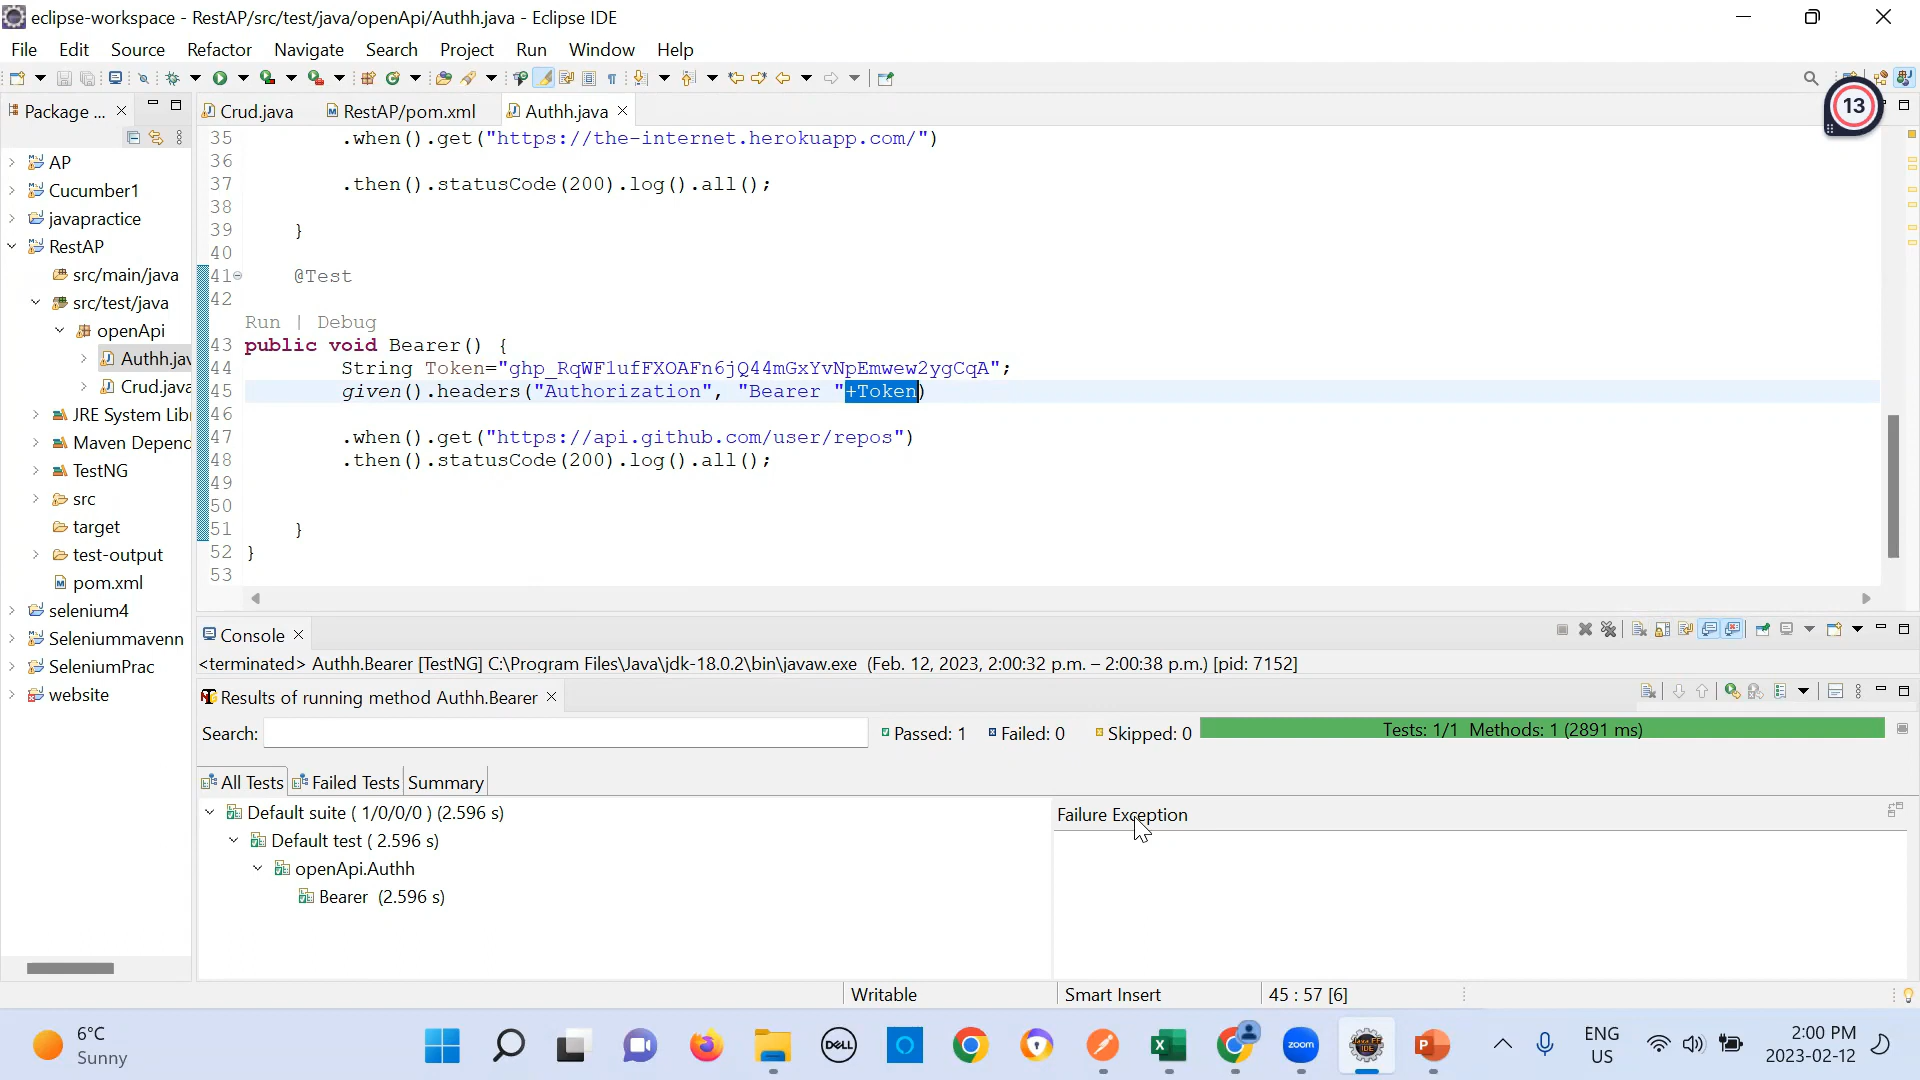 eclipse-workspace - RestAP/src/test/java/openApi/Authh.java - Eclipse IDE
File Edit Source Refactor Navigate Search Project Run Window Help
13
Package ...
Crud.java RestAP/pom.xml Authh.java
AP
Cucumber1
javapractice
RestAP
src/main/java
src/test/java
openApi
Authh.jav
Crud.java
JRE System Libr
Maven Depend
TestNG
src
target
test-output
pom.xml
selenium4
Seleniummavenn
SeleniumPrac
website
35 .when().get("https://the-internet.herokuapp.com/")
36
37 .then().statusCode(200).log().all();
38
39 }
40
41 @Test
42
Run | Debug
43 public void Bearer() {
44 String Token="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";
45 given().headers("Authorization", "Bearer "+Token)
46
47 .when().get("https://api.github.com/user/repos")
48 .then().statusCode(200).log().all();
49
50
51 }
52 }
53
Console
<terminated> Authh.Bearer [TestNG] C:\Program Files\Java\jdk-18.0.2\bin\javaw.exe (Feb. 12, 2023, 2:00:32 p.m. – 2:00:38 p.m.) [pid: 7152]
Results of running method Authh.Bearer
Search: Passed: 1 Failed: 0 Skipped: 0 Tests: 1/1 Methods: 1 (2891 ms)
All Tests Failed Tests Summary
Default suite ( 1/0/0/0 ) (2.596 s)
Default test ( 2.596 s)
openApi.Authh
Bearer (2.596 s)
Failure Exception
Writable Smart Insert 45 : 57 [6]
6°C
Sunny
DELL
zoom
Java EE
IDE
ENG
US
2:00 PM
2023-02-12